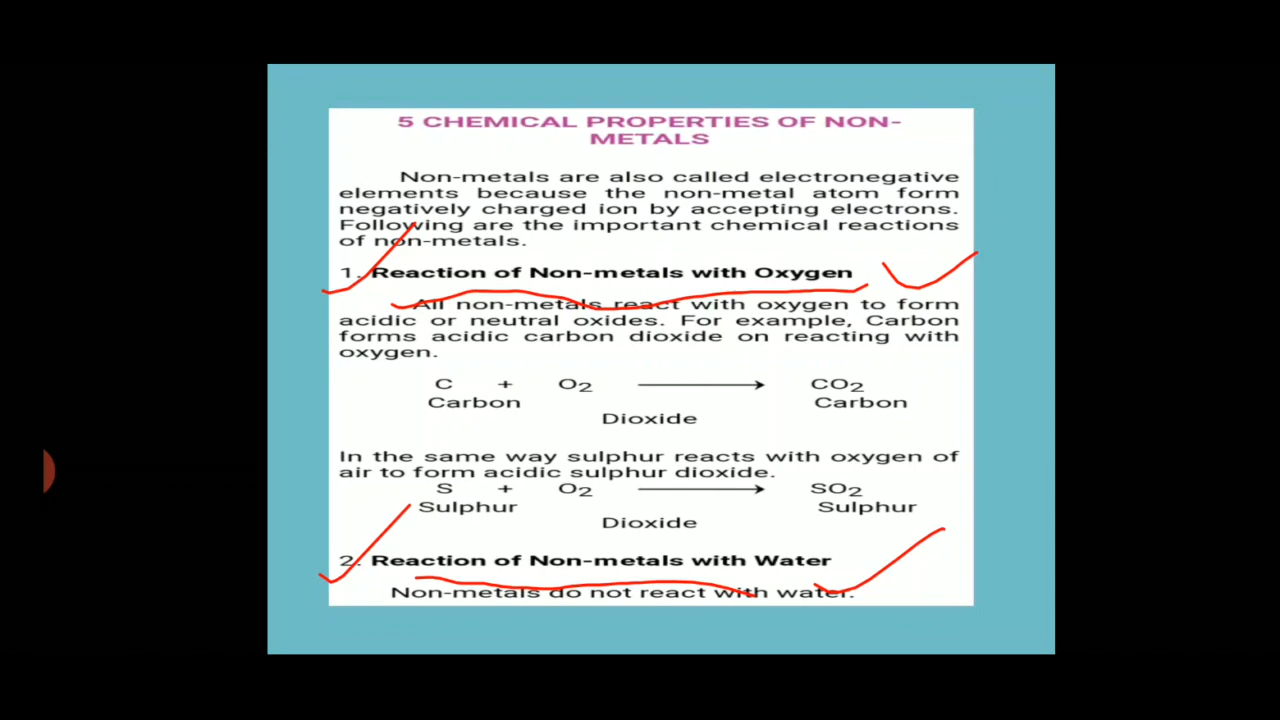 5 CHEMICAL PROPERTIES OF NON-
METALS
Non-metals are also called electronegative
elements because the non-metal atom form
negatively charged ion by accepting electrons.
Following are the important chemical reactions
of non-metals.
1. Reaction of Non-metals with Oxygen
All non-metals react with oxygen to form
acidic or neutral oxides. For example, Carbon
forms acidic carbon dioxide on reacting with
oxygen.
C + O2 ⟶ CO2
Carbon Carbon
Dioxide
In the same way sulphur reacts with oxygen of
air to form acidic sulphur dioxide.
S + O2 ⟶ SO2
Sulphur Sulphur
Dioxide
2. Reaction of Non-metals with Water
Non-metals do not react with water.